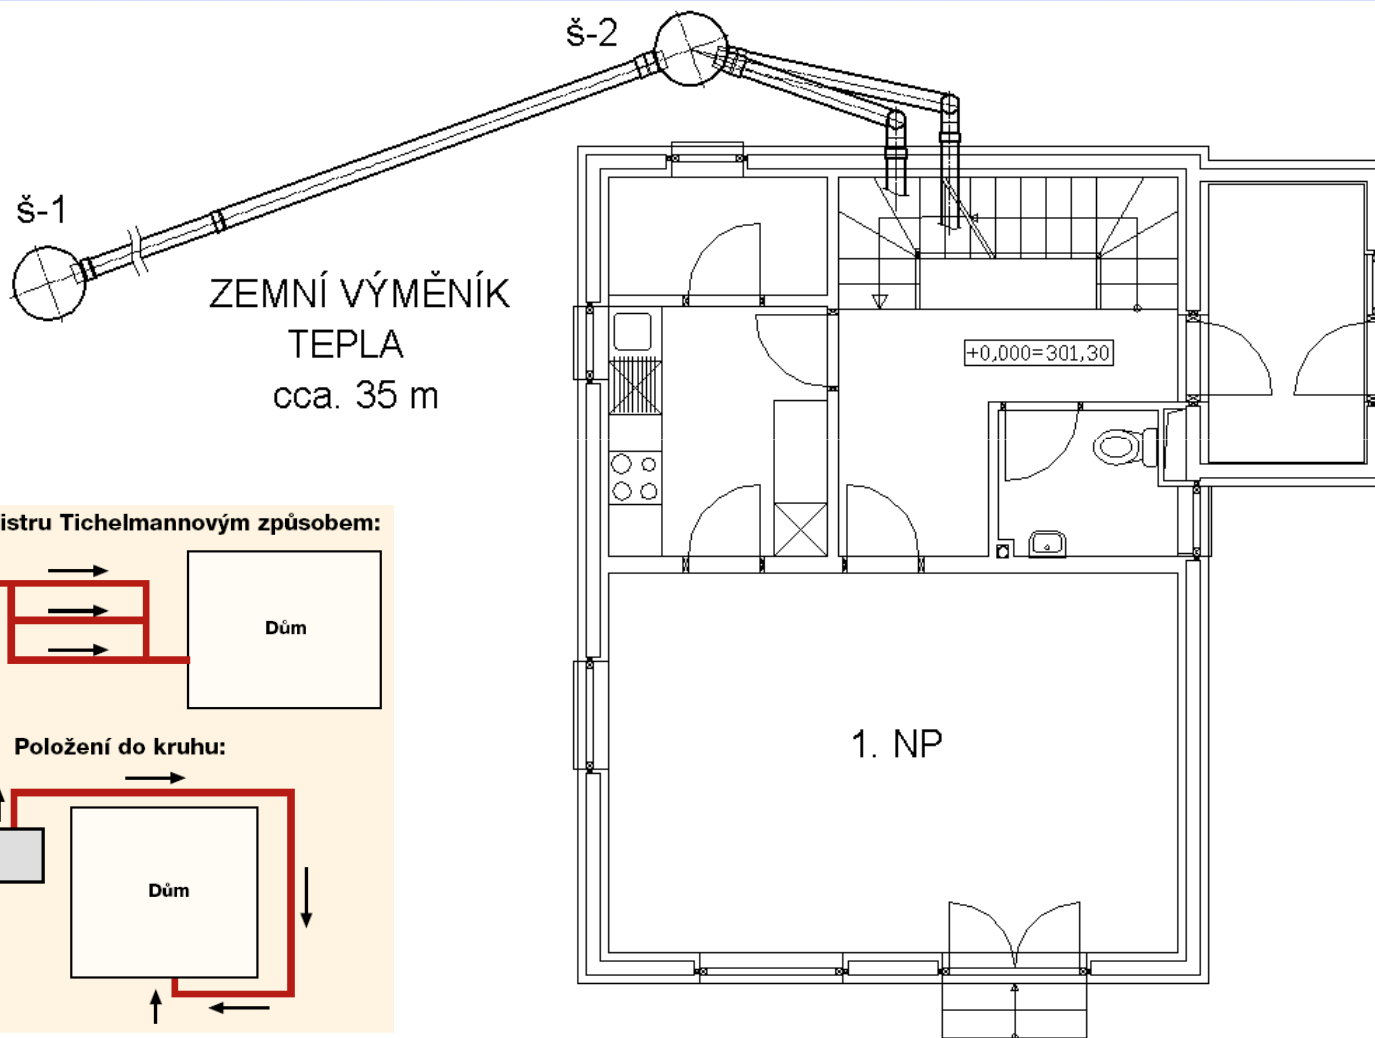 š-2
š-1
ZEMNÍ VÝMĚNÍK
TEPLA
cca. 35 m
+0,000=301,30
istru Tichelmannovým způsobem:
Dům
Položení do kruhu:
Dům
1. NP